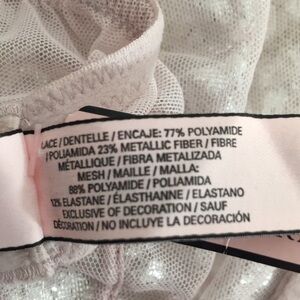 LACE / DENTELLE / ENCAJE: 77% POLYAMIDE
/ POLIAMIDA 23% METALLIC FIBER / FIBRE
MÉTALLIQUE / FIBRA METALIZADA
MESH / MAILLE / MALLA:
88% POLYAMIDE / POLIAMIDA
12% ELASTANE / ÉLASTHANNE / ELASTANO
EXCLUSIVE OF DECORATION / SAUF
DÉCORATION / NO INCLUYE LA DECORACIÓN